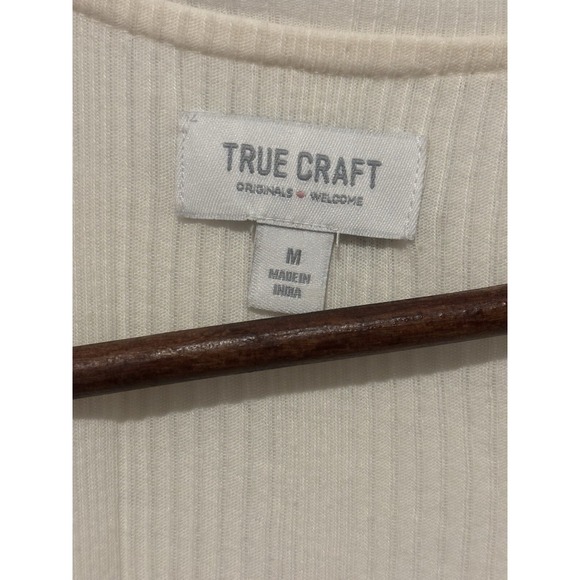 TRUE CRAFT
ORIGINALS WELCOME
M
MADE IN
INDIA